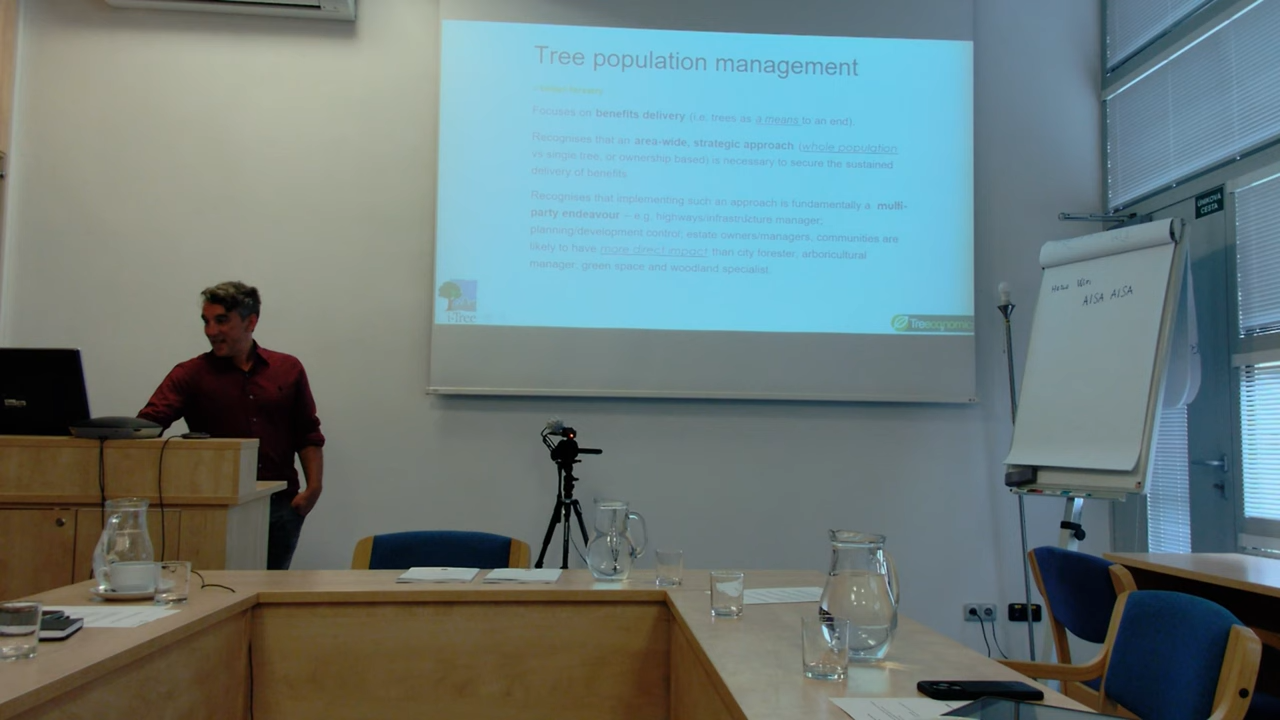 Tree population management
Focuses on benefits delivery (i.e. trees as a means to an end)
Recognises that an area-wide, strategic approach (whole population
vs single tree, or ownership based) is necessary to secure the sustained
delivery of benefits
Recognises that implementing such an approach is fundamentally a multi-
party endeavour – e.g. highways/infrastructure manager;
planning/development control; estate owners/managers, communities are
likely to have more direct impact than city forester; arboricultural
manager; green space and woodland specialist.
i-Tree
Treeconomic
ÚNIKOVÁ
CESTA
Win
AISA AISA